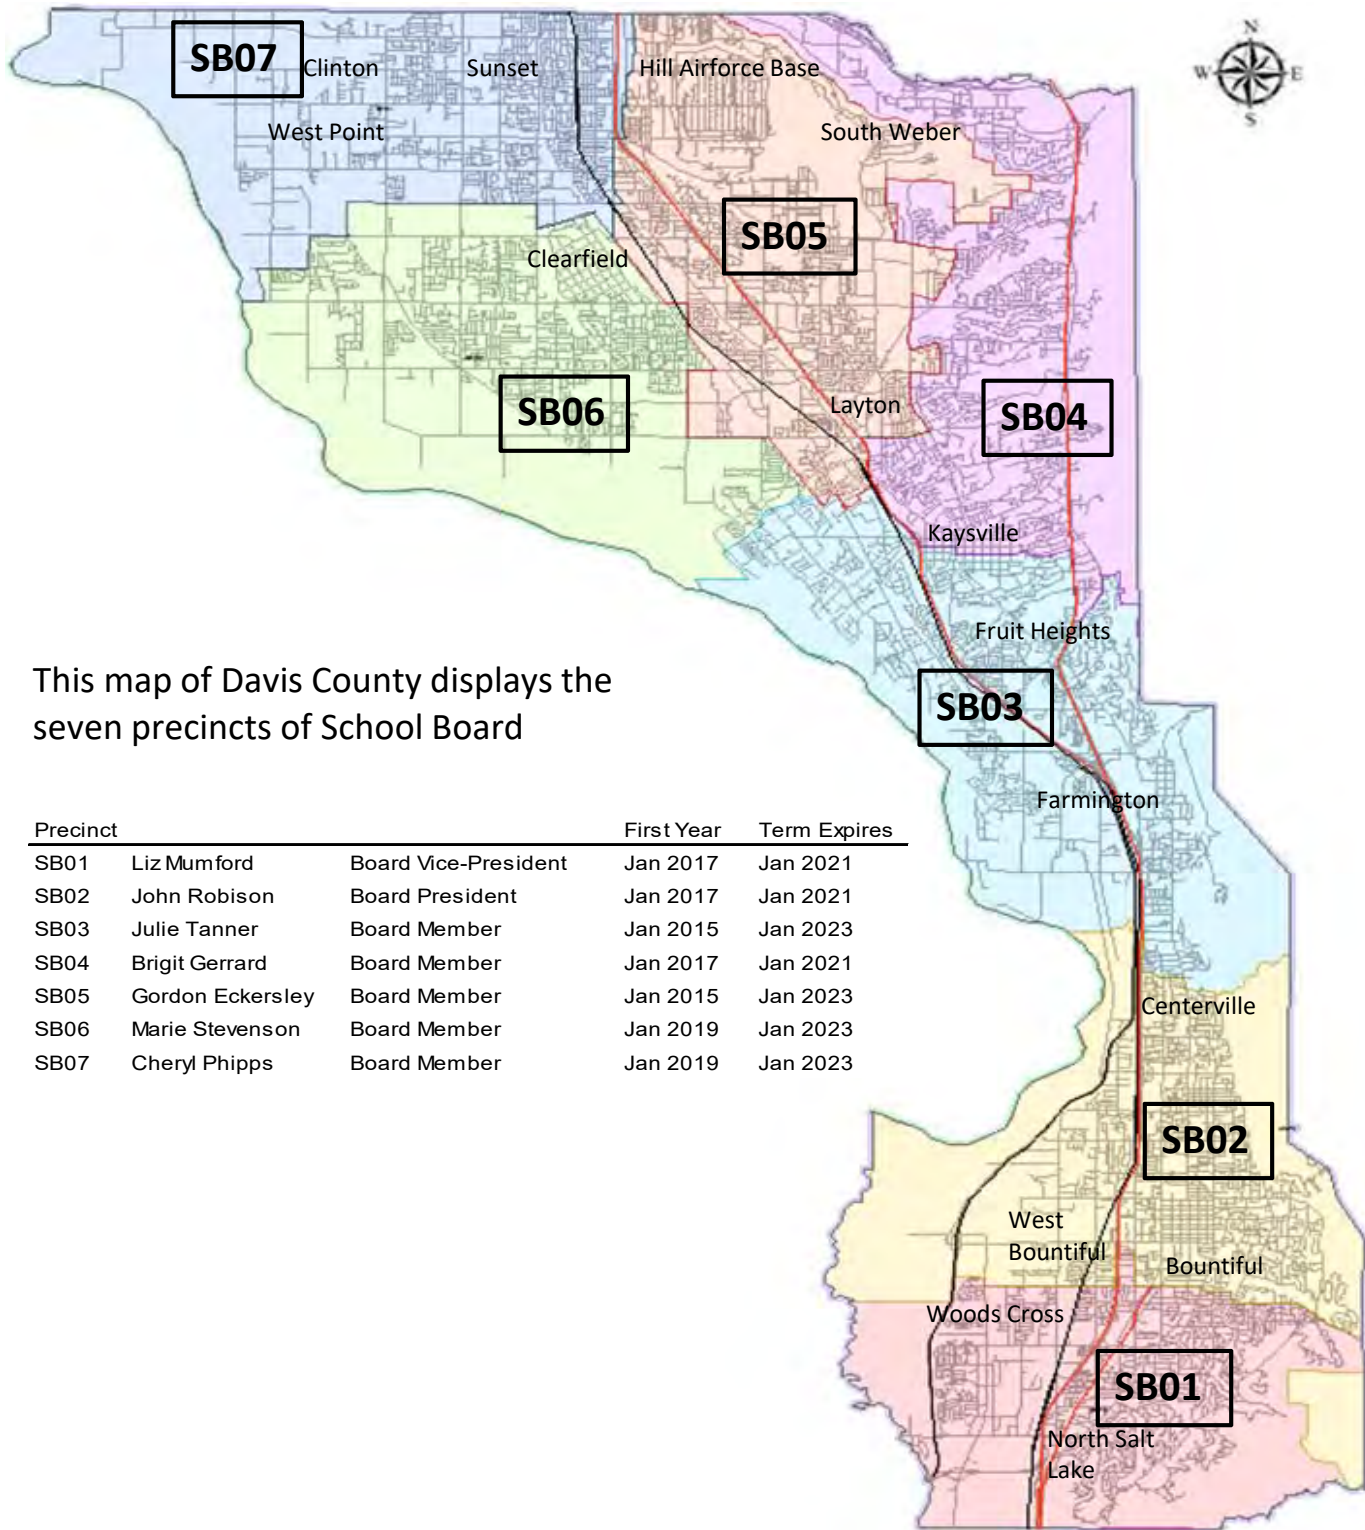 N
W E
S
SB07 Clinton Sunset Hill Airforce Base
West Point South Weber
SB05
Clearfield
SB06 Layton SB04
Kaysville
Fruit Heights
This map of Davis County displays the
seven precincts of School Board
SB03
Farmington
Precinct First Year Term Expires
SB01 Liz Mumford Board Vice-President Jan 2017 Jan 2021
SB02 John Robison Board President Jan 2017 Jan 2021
SB03 Julie Tanner Board Member Jan 2015 Jan 2023
SB04 Brigit Gerrard Board Member Jan 2017 Jan 2021
SB05 Gordon Eckersley Board Member Jan 2015 Jan 2023
SB06 Marie Stevenson Board Member Jan 2019 Jan 2023
SB07 Cheryl Phipps Board Member Jan 2019 Jan 2023
Centerville
SB02
West
Bountiful
Bountiful
Woods Cross
SB01
North Salt
Lake